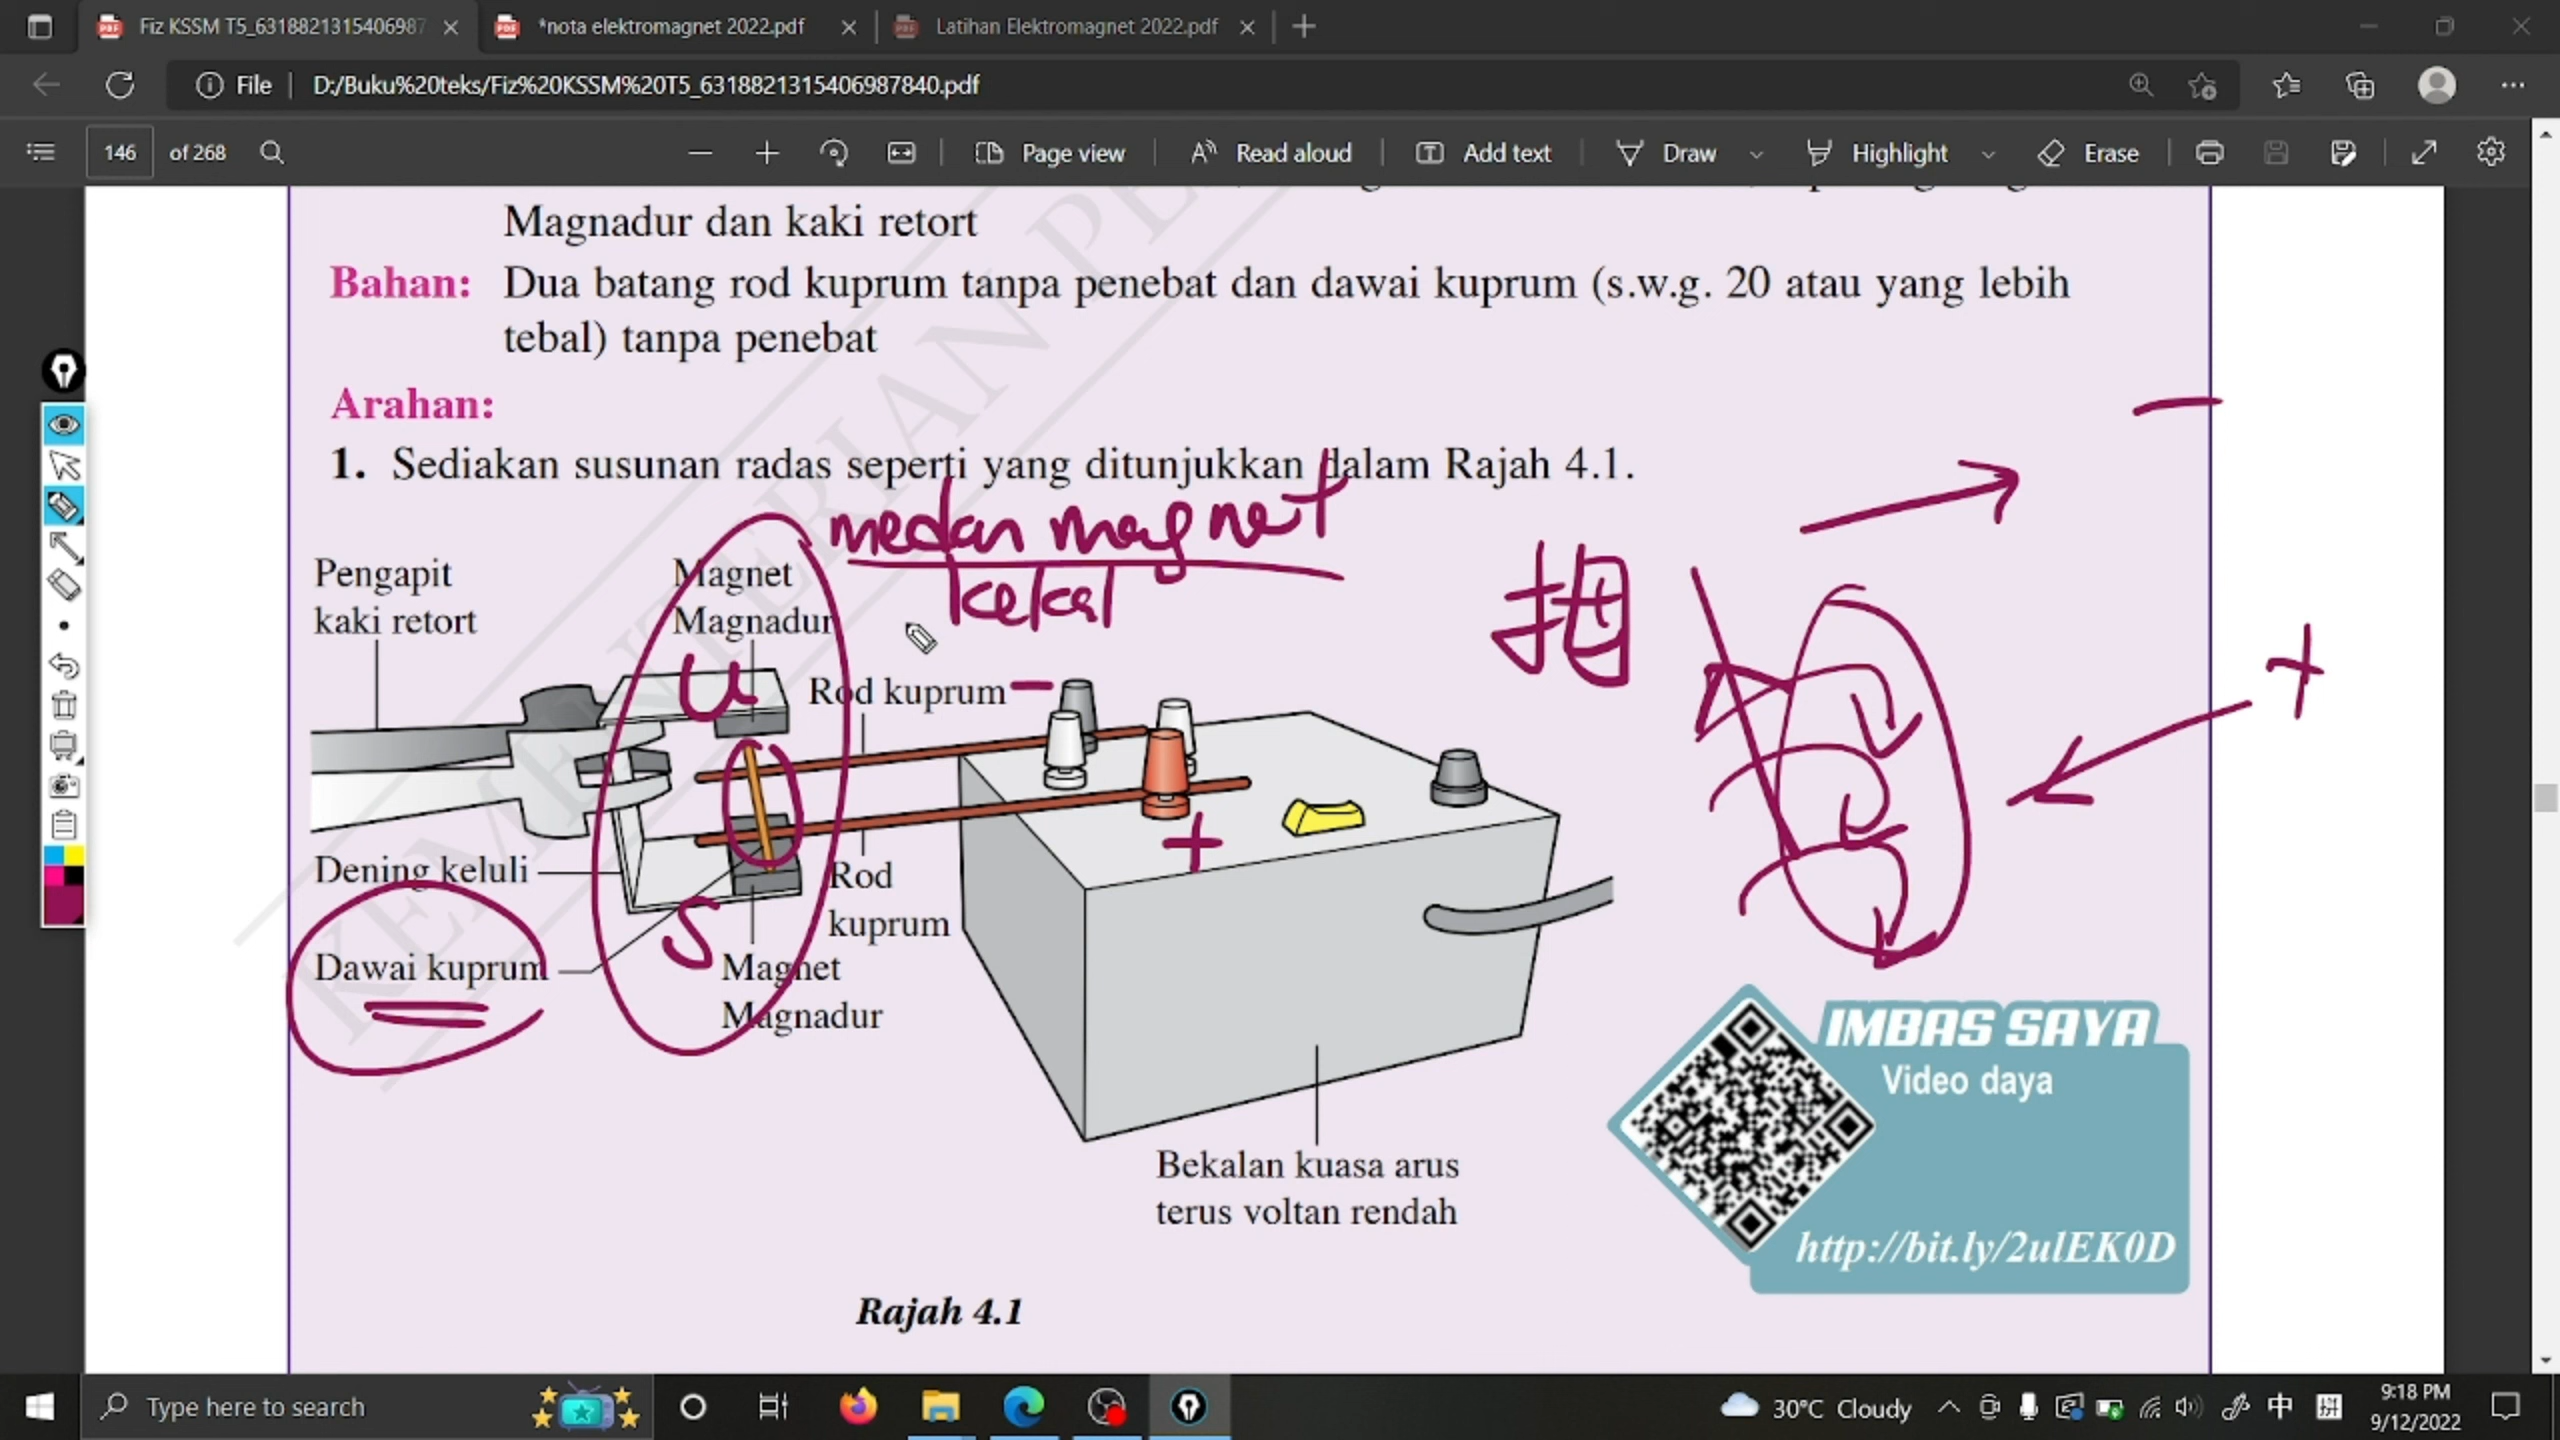 Fiz KSSM T5_6318821315406987
*nota elektromagnet 2022.pdf
Latihan Elektromagnet 2022.pdf
File
D:/Buku%20teks/Fiz%20KSSM%20T5_6318821315406987840.pdf
146 of 268
Page view
Read aloud
Add text
Draw
Highlight
Erase
Magnadur dan kaki retort
Bahan: Dua batang rod kuprum tanpa penebat dan dawai kuprum (s.w.g. 20 atau yang lebih
tebal) tanpa penebat
Arahan:
1. Sediakan susunan radas seperti yang ditunjukkan dalam Rajah 4.1.
medan magnet
kekal
Pengapit
kaki retort
Magnet
Magnadur
U
Rod kuprum
−
+
−
+
Dening keluli
Rod
kuprum
Dawai kuprum
S
Magnet
Magnadur
Bekalan kuasa arus
terus voltan rendah
IMBAS SAYA
Video daya
http://bit.ly/2ulEK0D
Rajah 4.1
KEMENTERIAN PE
Type here to search
30°C Cloudy
中
拼
9:18 PM
9/12/2022